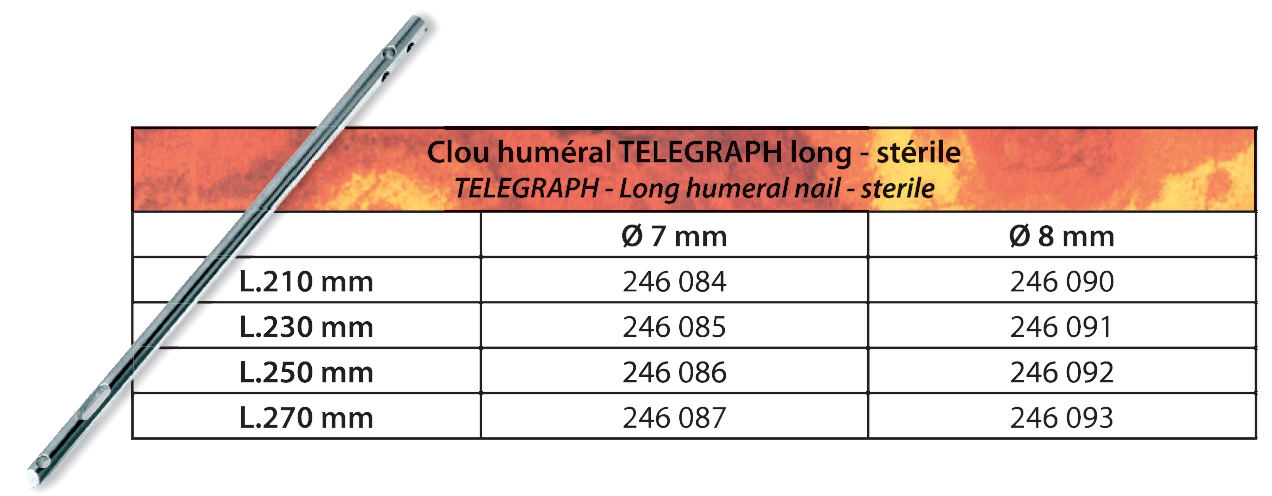 Clou huméral TELEGRAPH long - stérile
TELEGRAPH - Long humeral nail - sterile
Ø 7 mm Ø 8 mm
L.210 mm 246 084 246 090
L.230 mm 246 085 246 091
L.250 mm 246 086 246 092
L.270 mm 246 087 246 093